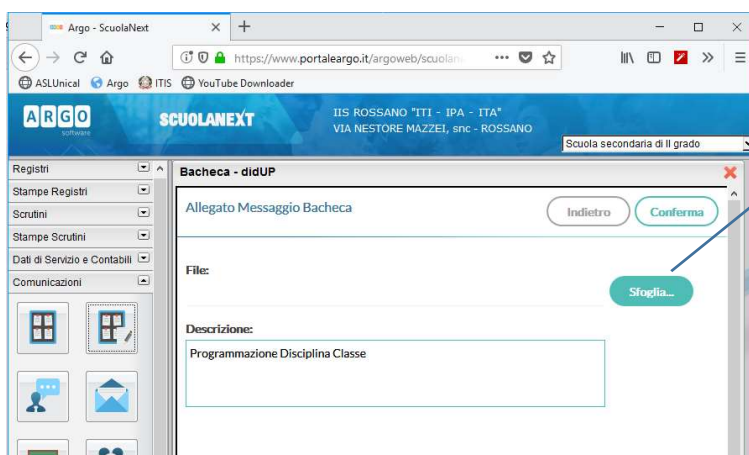 Argo - ScuolaNext
https://www.portaleargo.it/argoweb/scuolan
ASLUnical Argo ITIS YouTube Downloader
ARGO
software
SCUOLANEXT
IIS ROSSANO "ITI - IPA - ITA"
VIA NESTORE MAZZEI, snc - ROSSANO
Scuola secondaria di II grado
Registri
Stampe Registri
Scrutini
Stampe Scrutini
Dati di Servizio e Contabili
Comunicazioni
Bacheca - didUP
Allegato Messaggio Bacheca
Indietro
Conferma
File:
Sfoglia...
Descrizione:
Programmazione Disciplina Classe